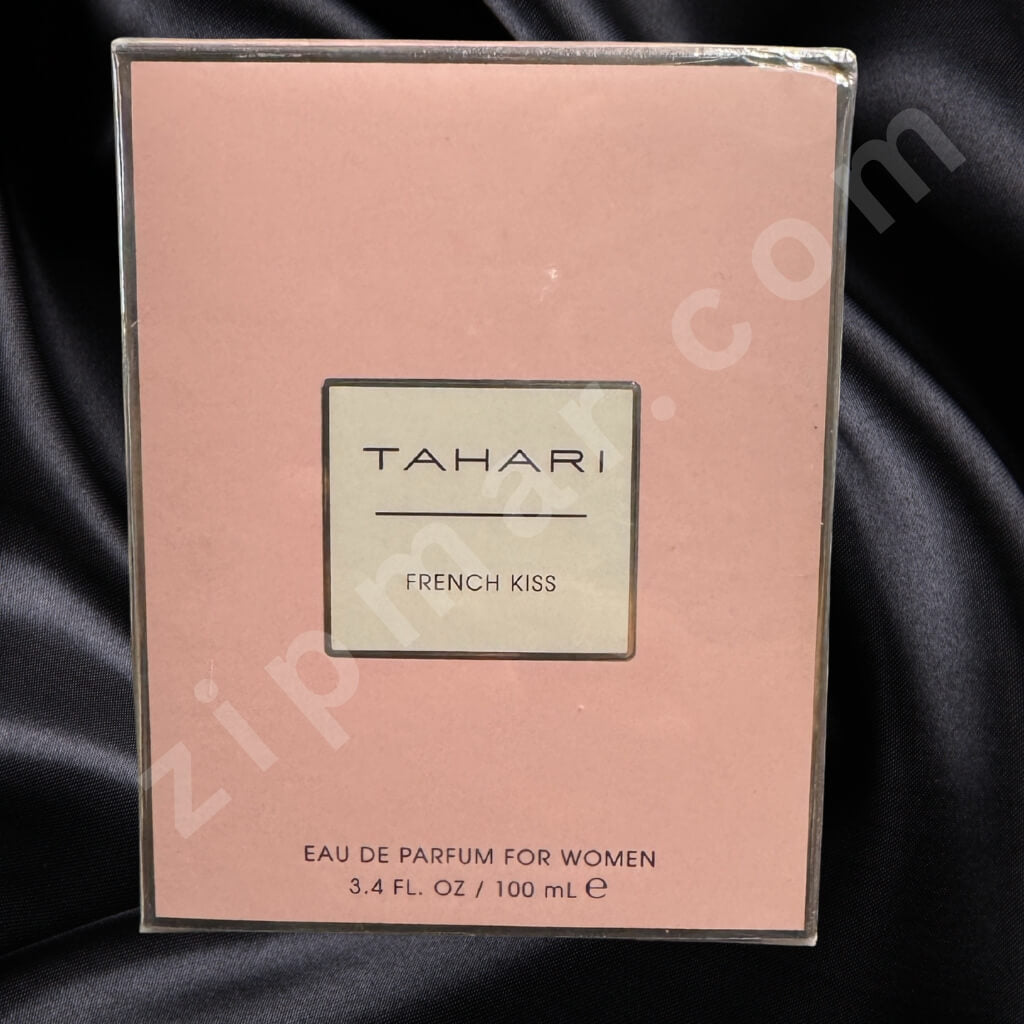 TAHARI
FRENCH KISS
EAU DE PARFUM FOR WOMEN
3.4 FL. OZ / 100 mL ℮
zipmar.com